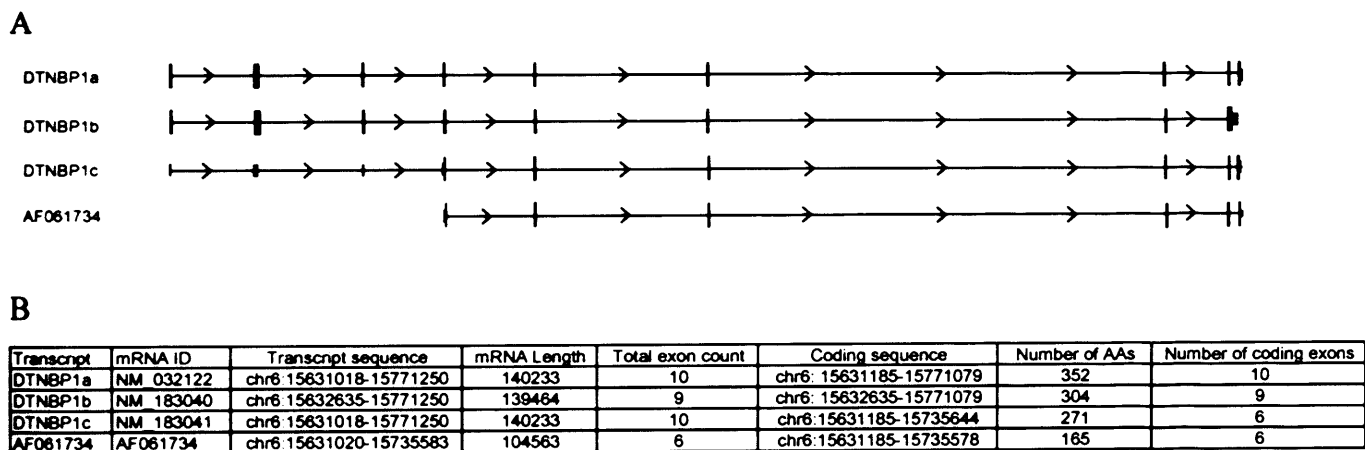 A
DTNBP1a
DTNBP1b
DTNBP1c
AF061734
B
Transcnpt mRNA ID Transcnpt sequence mRNA Length Total exon count Coding sequence Number of AAs Number of coding exons
DTNBP1a NM_032122 chr6:15631018-15771250 140233 10 chr6: 15631185-15771079 352 10
DTNBP1b NM_183040 chr6:15632635-15771250 139464 9 chr6: 15632635-15771079 304 9
DTNBP1c NM_183041 chr6:15631018-15771250 140233 10 chr6:15631185-15735644 271 6
AF061734 AF061734 chr6:15631020-15735583 104563 6 chr6:15631185-15735578 165 6